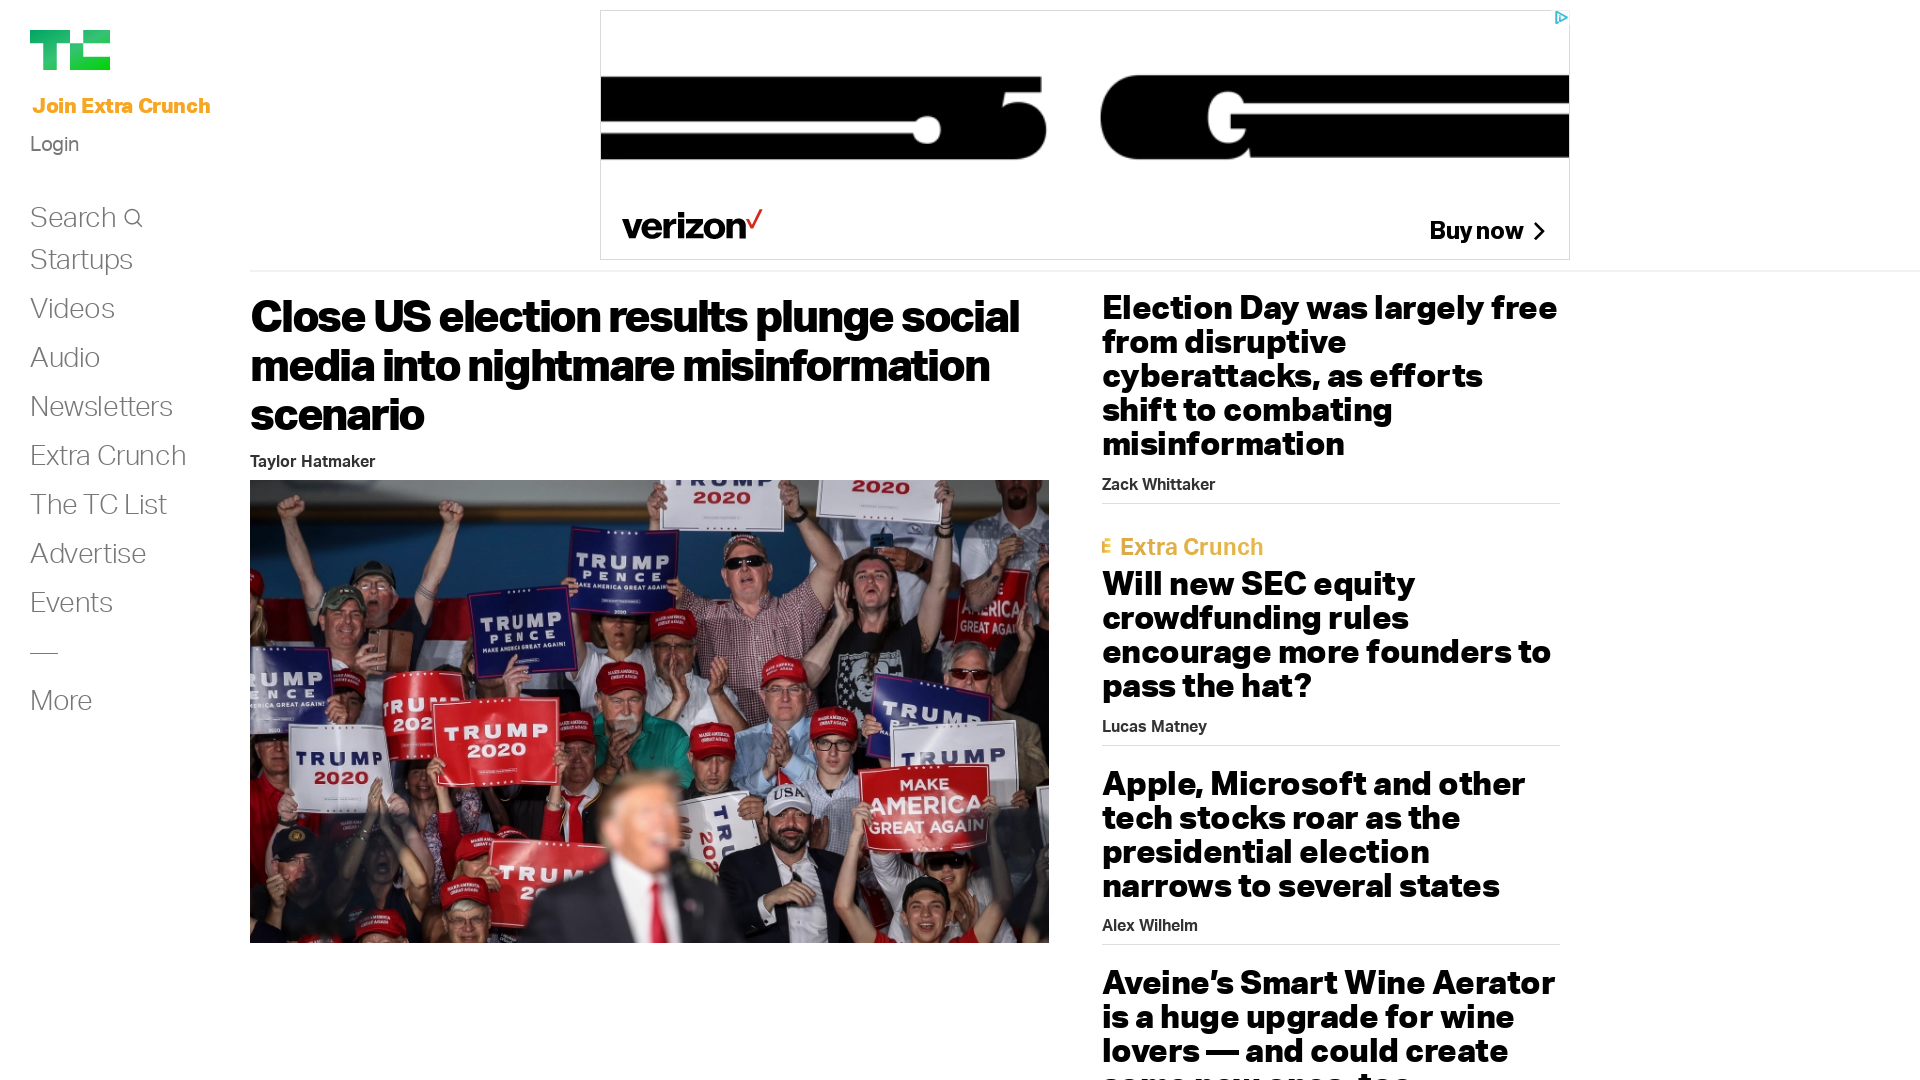 TC
Join Extra Crunch
Login
Search
Startups
Videos
Audio
Newsletters
Extra Crunch
The TC List
Advertise
Events
—
More
5 G
verizon✓
Buy now
Close US election results plunge social
media into nightmare misinformation
scenario
Taylor Hatmaker
TRUMP
2020
2020
TRUMP
PENCE
MAKE AMERICA GREAT AGAIN!
2020
TRUMP
PENCE
MAKE AMERICA GREAT AGAIN!
TRUMP
2020
TRUMP
2020
TRUMP
MAKE
AMERICA
GREAT AGAIN
USA
Election Day was largely free
from disruptive
cyberattacks, as efforts
shift to combating
misinformation
Zack Whittaker
Extra Crunch
Will new SEC equity
crowdfunding rules
encourage more founders to
pass the hat?
Lucas Matney
Apple, Microsoft and other
tech stocks roar as the
presidential election
narrows to several states
Alex Wilhelm
Aveine’s Smart Wine Aerator
is a huge upgrade for wine
lovers — and could create